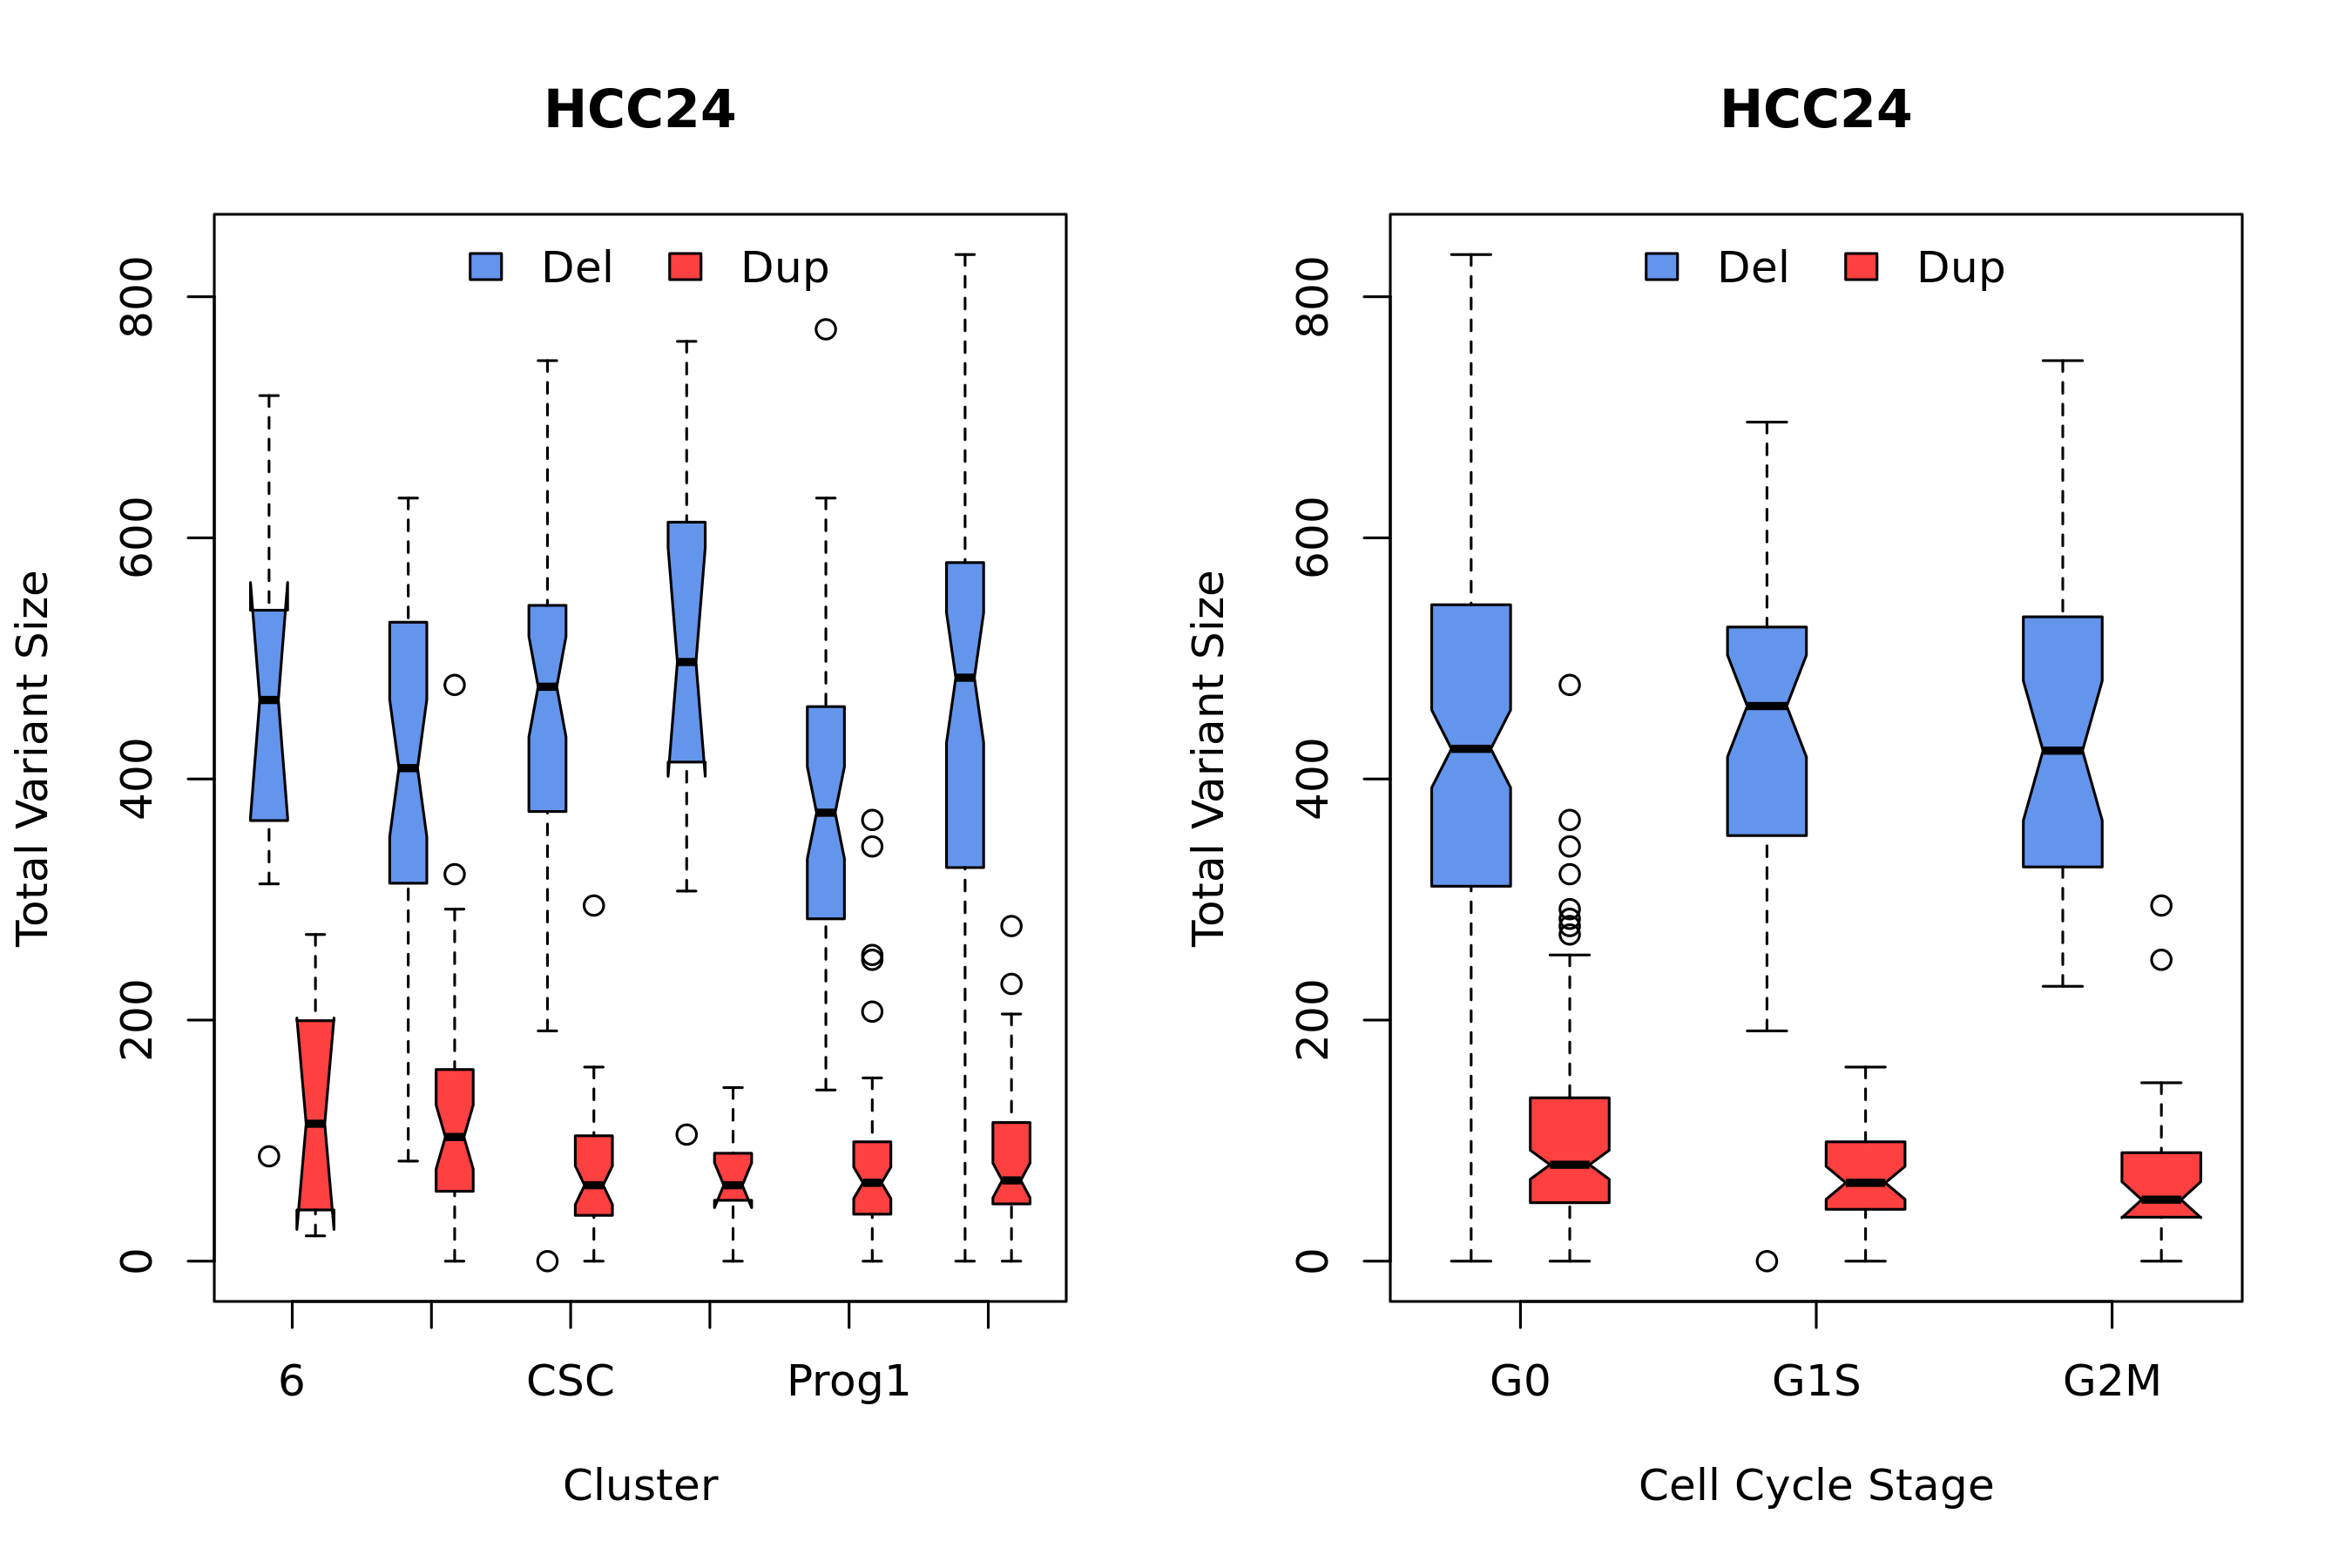 HCC24
Del Dup
Total Variant Size
800
600
400
200
0
6 CSC Prog1
Cluster
HCC24
Del Dup
Total Variant Size
800
600
400
200
0
G0 G1S G2M
Cell Cycle Stage